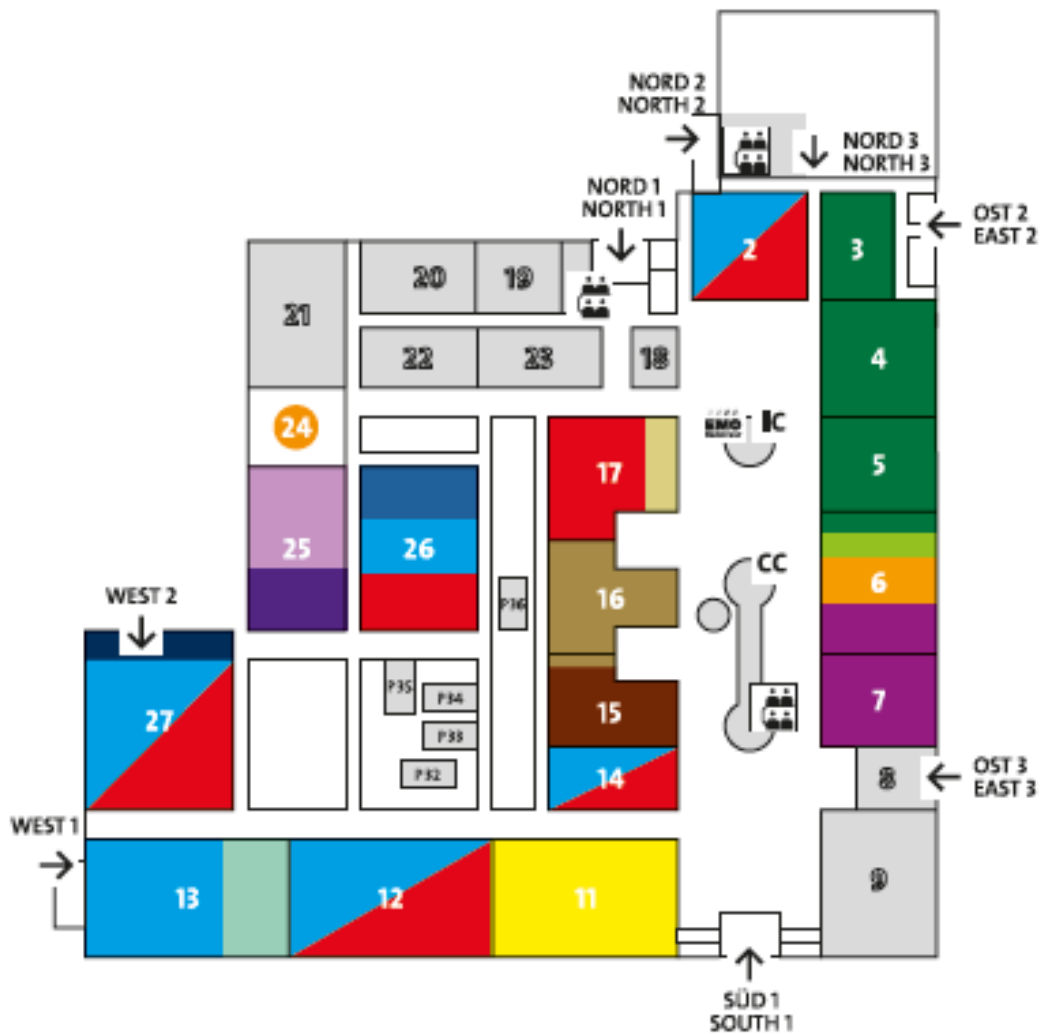 NORD 2
NORTH 2
NORD 3
NORTH 3
NORD 1
NORTH 1
OST 2
EAST 2
2
3
20
19
21
22
23
18
4
24
EMO
IC
17
5
25
26
CC
16
6
P36
WEST 2
P35
P34
15
7
27
P33
P32
14
8
OST 3
EAST 3
WEST 1
13
12
11
9
SÜD 1
SOUTH 1